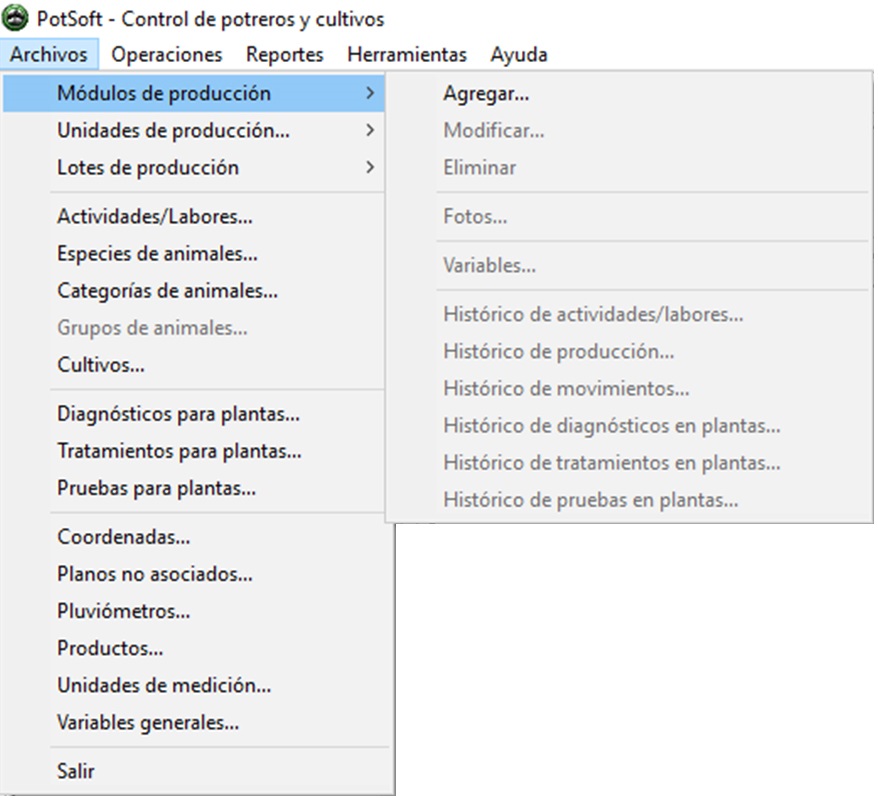 PotSoft - Control de potreros y cultivos
Archivos Operaciones Reportes Herramientas Ayuda
Módulos de producción
Unidades de producción...
Lotes de producción
Actividades/Labores...
Especies de animales...
Categorías de animales...
Grupos de animales...
Cultivos...
Diagnósticos para plantas...
Tratamientos para plantas...
Pruebas para plantas...
Coordenadas...
Planos no asociados...
Pluviómetros...
Productos...
Unidades de medición...
Variables generales...
Salir
Agregar...
Modificar...
Eliminar
Fotos...
Variables...
Histórico de actividades/labores...
Histórico de producción...
Histórico de movimientos...
Histórico de diagnósticos en plantas...
Histórico de tratamientos en plantas...
Histórico de pruebas en plantas...